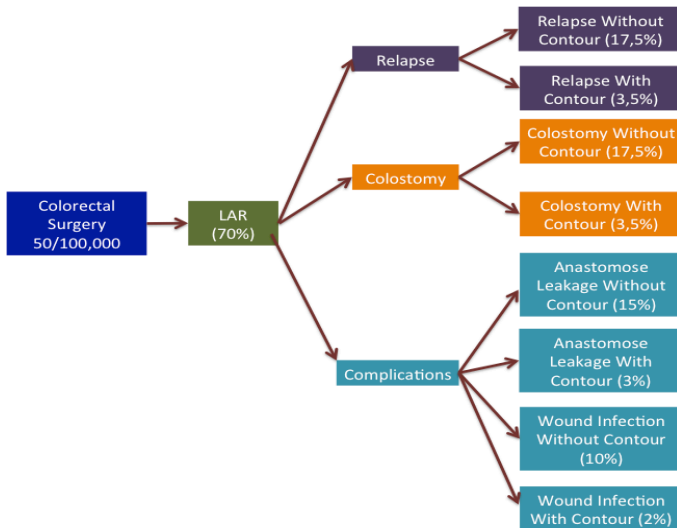 Relapse Without
Contour (17,5%)
Relapse
Relapse With
Contour (3,5%)
Colostomy Without
Contour (17,5%)
Colostomy
Colostomy With
Contour (3,5%)
Colorectal
Surgery
50/100,000
LAR
(70%)
Anastomose
Leakage Without
Contour (15%)
Anastomose
Leakage With
Contour (3%)
Complications
Wound Infection
Without Contour
(10%)
Wound Infection
With Contour (2%)